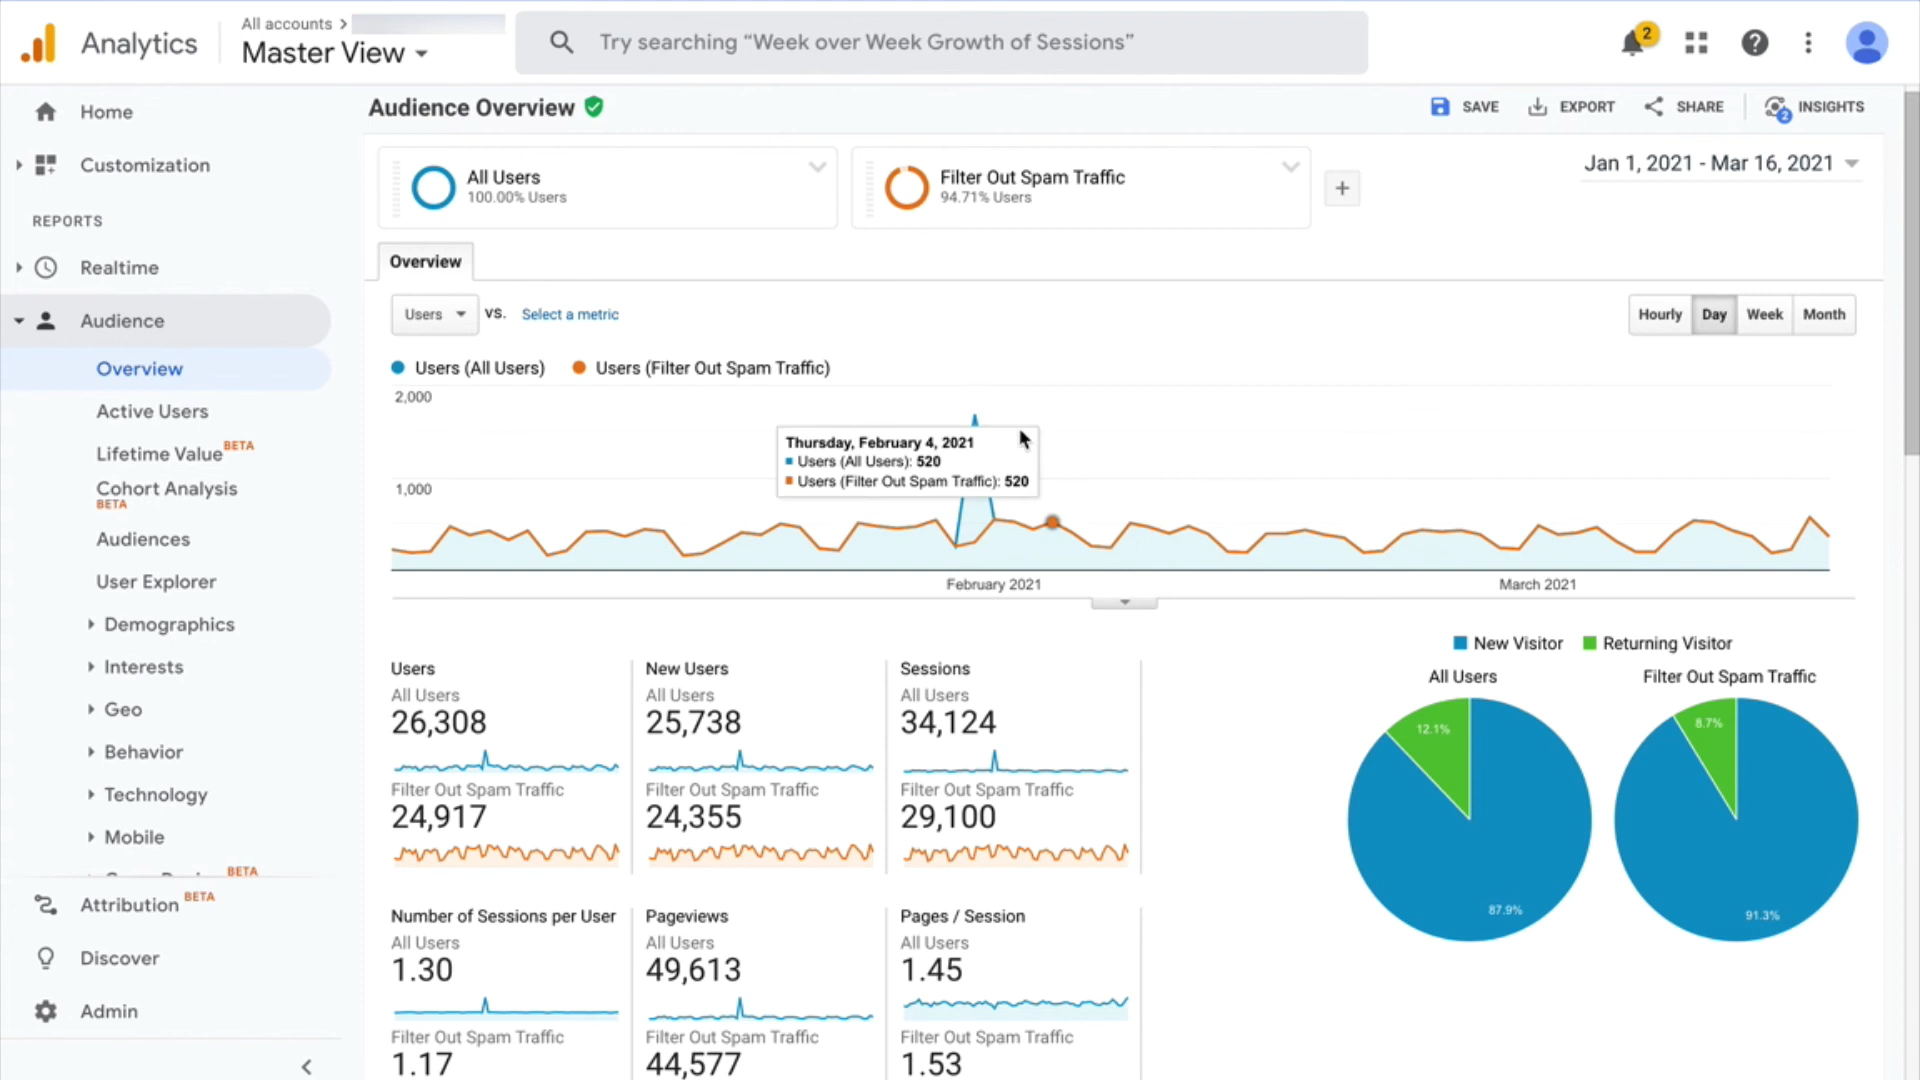 Analytics
All accounts >
Master View
Try searching “Week over Week Growth of Sessions”
2
Home
Customization
REPORTS
Realtime
Audience
Overview
Active Users
Lifetime Value BETA
Cohort Analysis
BETA
Audiences
User Explorer
Demographics
Interests
Geo
Behavior
Technology
Mobile
BETA
Attribution BETA
Discover
Admin
Audience Overview
SAVE
EXPORT
SHARE
2
INSIGHTS
All Users
100.00% Users
Filter Out Spam Traffic
94.71% Users
+
Jan 1, 2021 - Mar 16, 2021
Overview
Users
VS.
Select a metric
Hourly
Day
Week
Month
Users (All Users)
Users (Filter Out Spam Traffic)
2,000
1,000
Thursday, February 4, 2021
Users (All Users): 520
Users (Filter Out Spam Traffic): 520
February 2021
March 2021
Users
All Users
26,308
Filter Out Spam Traffic
24,917
New Users
All Users
25,738
Filter Out Spam Traffic
24,355
Sessions
All Users
34,124
Filter Out Spam Traffic
29,100
Number of Sessions per User
All Users
1.30
Filter Out Spam Traffic
1.17
Pageviews
All Users
49,613
Filter Out Spam Traffic
44,577
Pages / Session
All Users
1.45
Filter Out Spam Traffic
1.53
New Visitor
Returning Visitor
All Users
12.1%
87.9%
Filter Out Spam Traffic
8.7%
91.3%